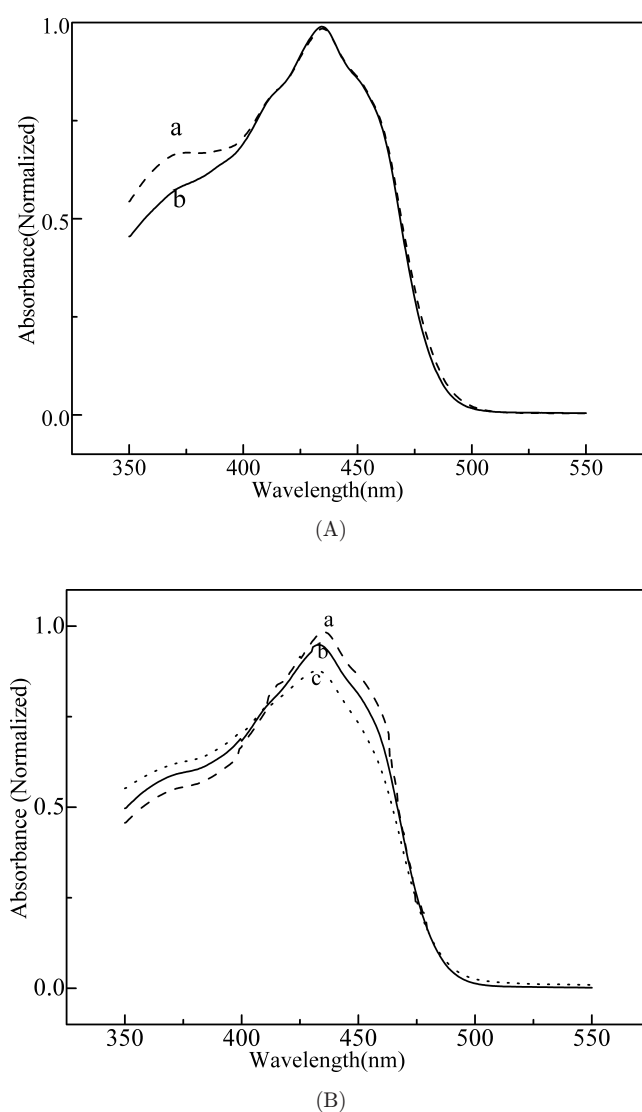 1.0
a
b
0.5
0.0
Absorbance(Normalized)
350 400 450 500 550
Wavelength(nm)
(A)
a
1.0
b
c
0.5
0.0
Absorbance (Normalized)
350 400 450 500 550
Wavelength(nm)
(B)